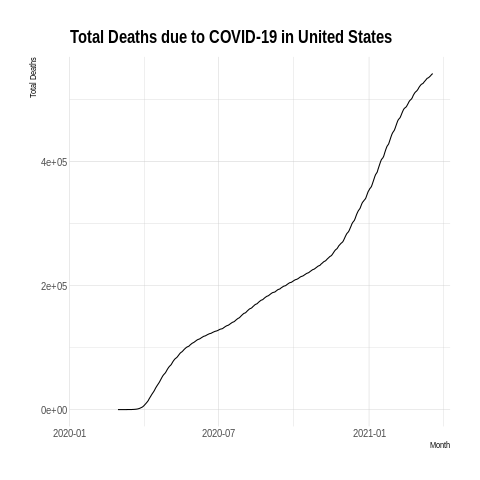 Total Deaths due to COVID-19 in United States
Total Deaths
4e+05
2e+05
0e+00
2020-01
2020-07
2021-01
Month